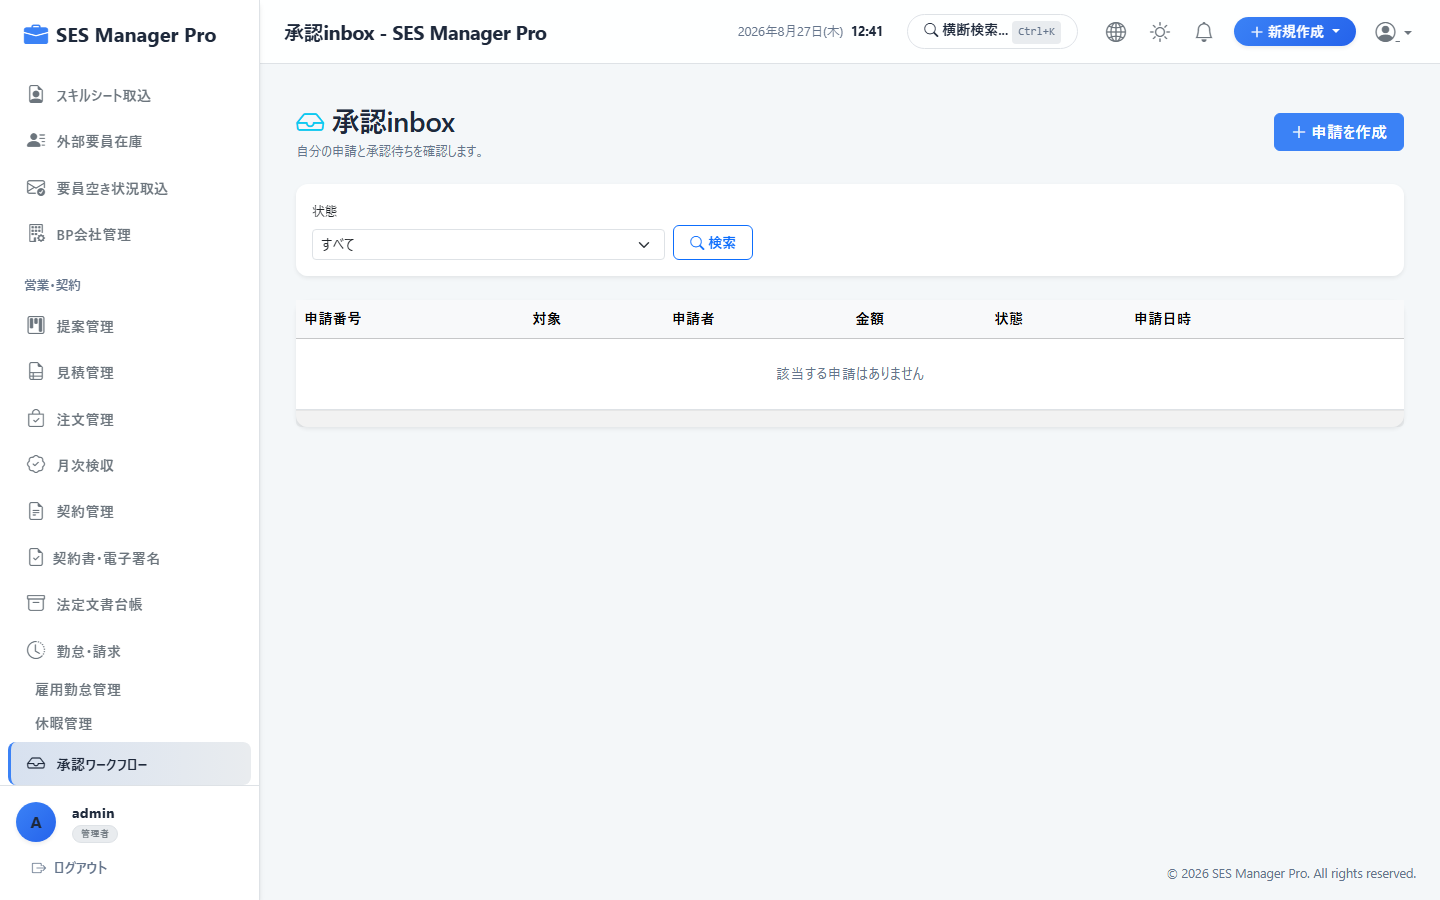 SES Manager Pro
承認inbox - SES Manager Pro
2026年8月27日(木) 12:41
横断検索... Ctrl+K
新規作成
スキルシート取込
外部要員在庫
要員空き状況取込
BP会社管理
営業・契約
提案管理
見積管理
注文管理
月次検収
契約管理
契約書・電子署名
法定文書台帳
勤怠・請求
雇用勤怠管理
休暇管理
承認ワークフロー
A
admin
管理者
ログアウト
承認inbox
自分の申請と承認待ちを確認します。
申請を作成
状態
すべて
検索
申請番号 対象 申請者 金額 状態 申請日時
該当する申請はありません
© 2026 SES Manager Pro. All rights reserved.